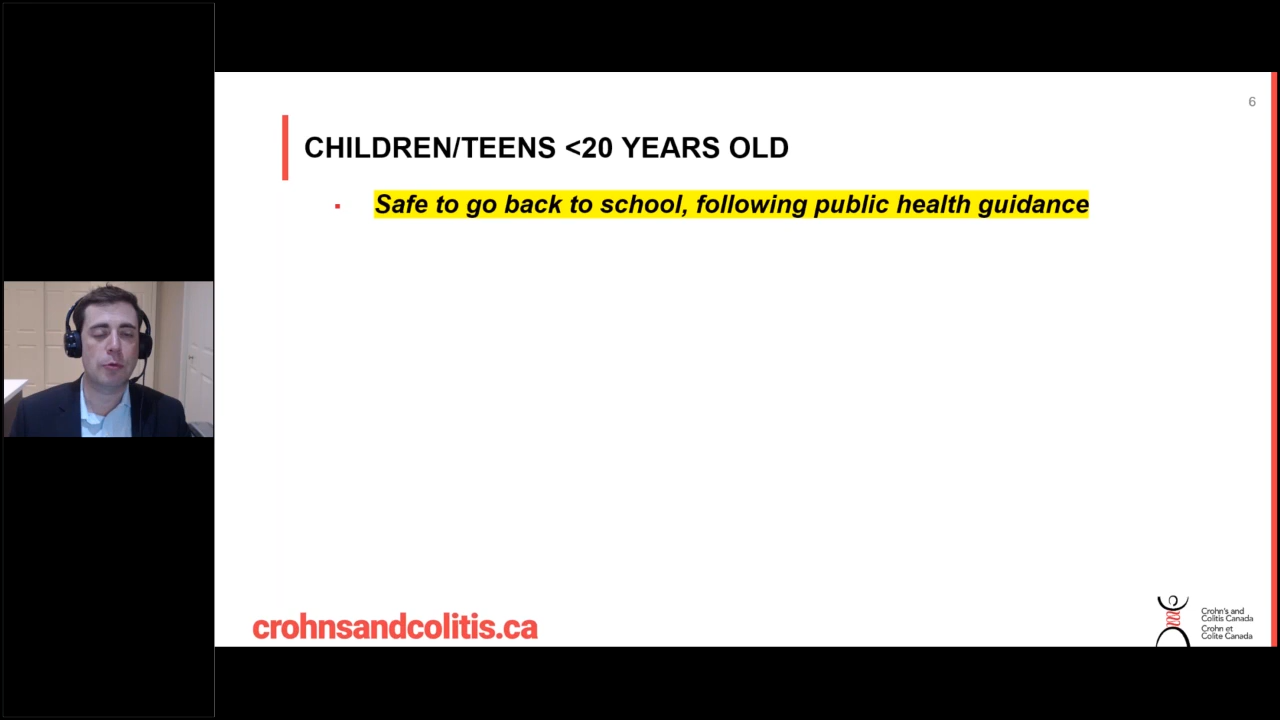 6
CHILDREN/TEENS <20 YEARS OLD
▪ Safe to go back to school, following public health guidance
crohnsandcolitis.ca
Crohn's and
Colitis Canada
Crohn et
Colite Canada